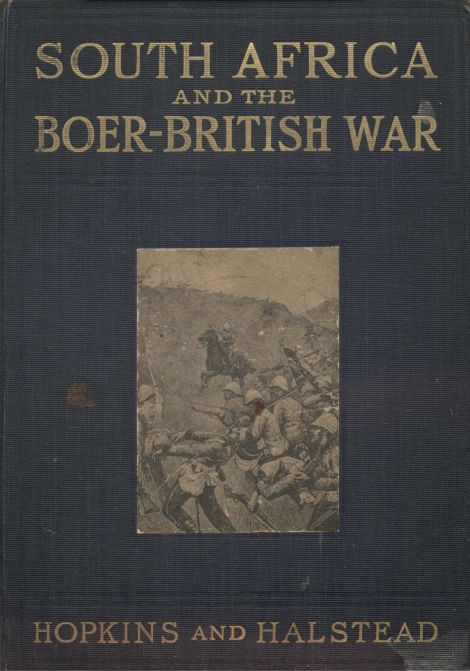 SOUTH AFRICA
AND THE
BOER-BRITISH WAR
HOPKINS AND HALSTEAD